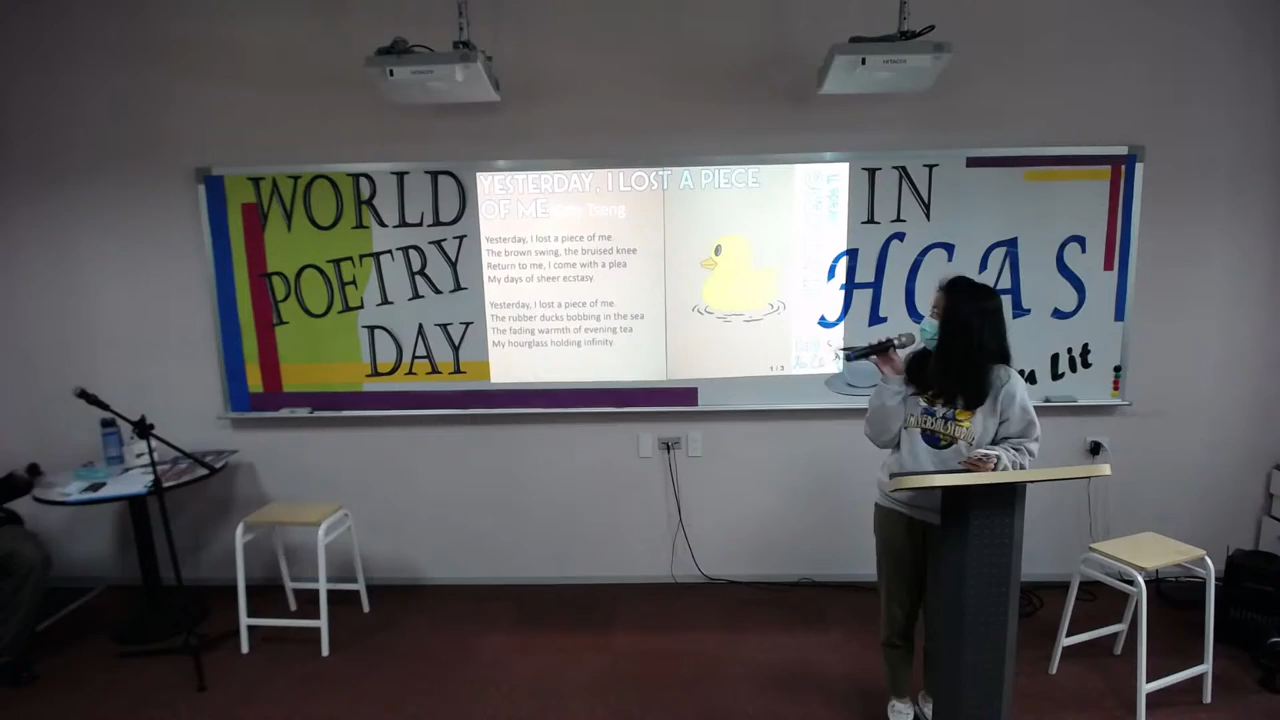 HITACHI
HITACHI
WORLD
POETRY
DAY
YESTERDAY, I LOST A PIECE
OF ME
Tseng
Yesterday, I lost a piece of me
The brown swing, the bruised knee
Return to me, I come with a plea
My days of sheer ecstasy.
Yesterday, I lost a piece of me
The rubber ducks bobbing in the sea
The fading warmth of evening tea
My hourglass holding infinity.
1 / 3
IN
HCAS
Lit
UNIVERSAL STUDIOS